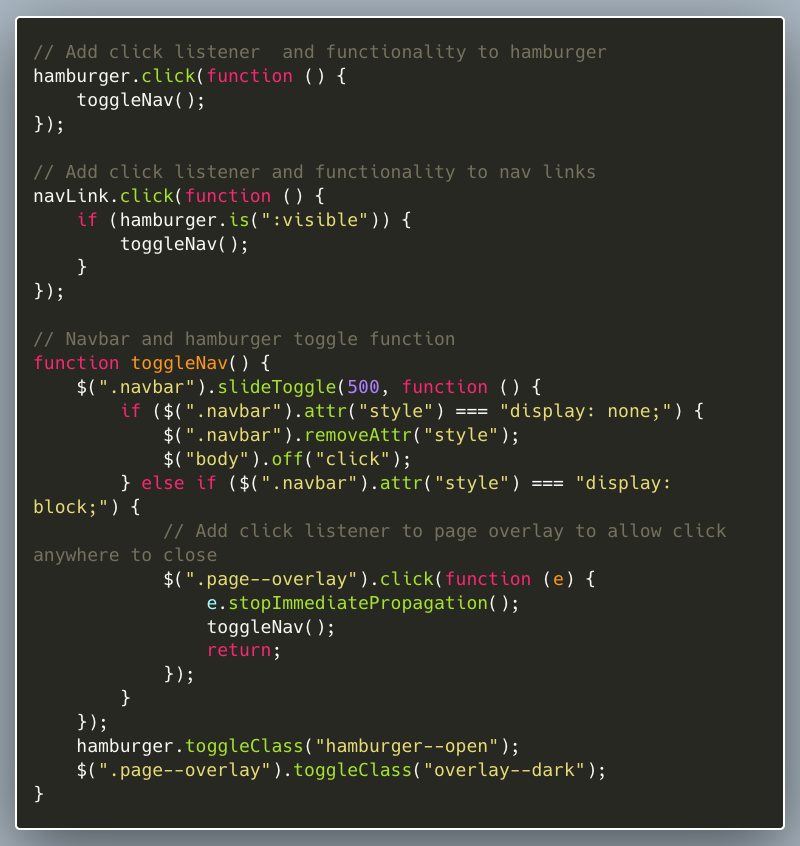 // Add click listener  and functionality to hamburger
hamburger.click(function () {
    toggleNav();
});

// Add click listener and functionality to nav links
navLink.click(function () {
    if (hamburger.is(":visible")) {
        toggleNav();
    }
});

// Navbar and hamburger toggle function
function toggleNav() {
    $(".navbar").slideToggle(500, function () {
        if ($(".navbar").attr("style") === "display: none;") {
            $(".navbar").removeAttr("style");
            $("body").off("click");
        } else if ($(".navbar").attr("style") === "display:
block;") {
            // Add click listener to page overlay to allow click
anywhere to close
            $(".page--overlay").click(function (e) {
                e.stopImmediatePropagation();
                toggleNav();
                return;
            });
        }
    });
    hamburger.toggleClass("hamburger--open");
    $(".page--overlay").toggleClass("overlay--dark");
}